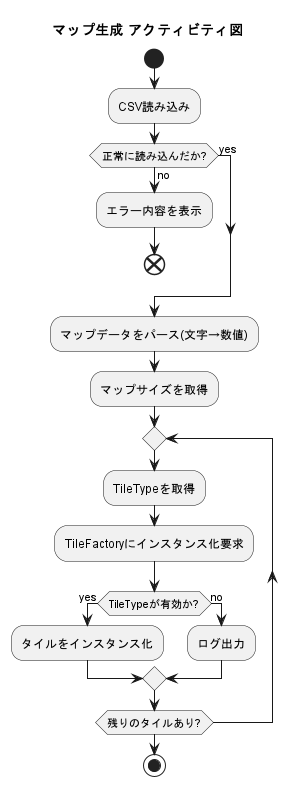 マップ生成 アクティビティ図
CSV読み込み
正常に読み込んだか?
yes
no
エラー内容を表示
マップデータをパース(文字→数値)
マップサイズを取得
TileTypeを取得
TileFactoryにインスタンス化要求
yes
TileTypeが有効か?
no
タイルをインスタンス化
ログ出力
残りのタイルあり?